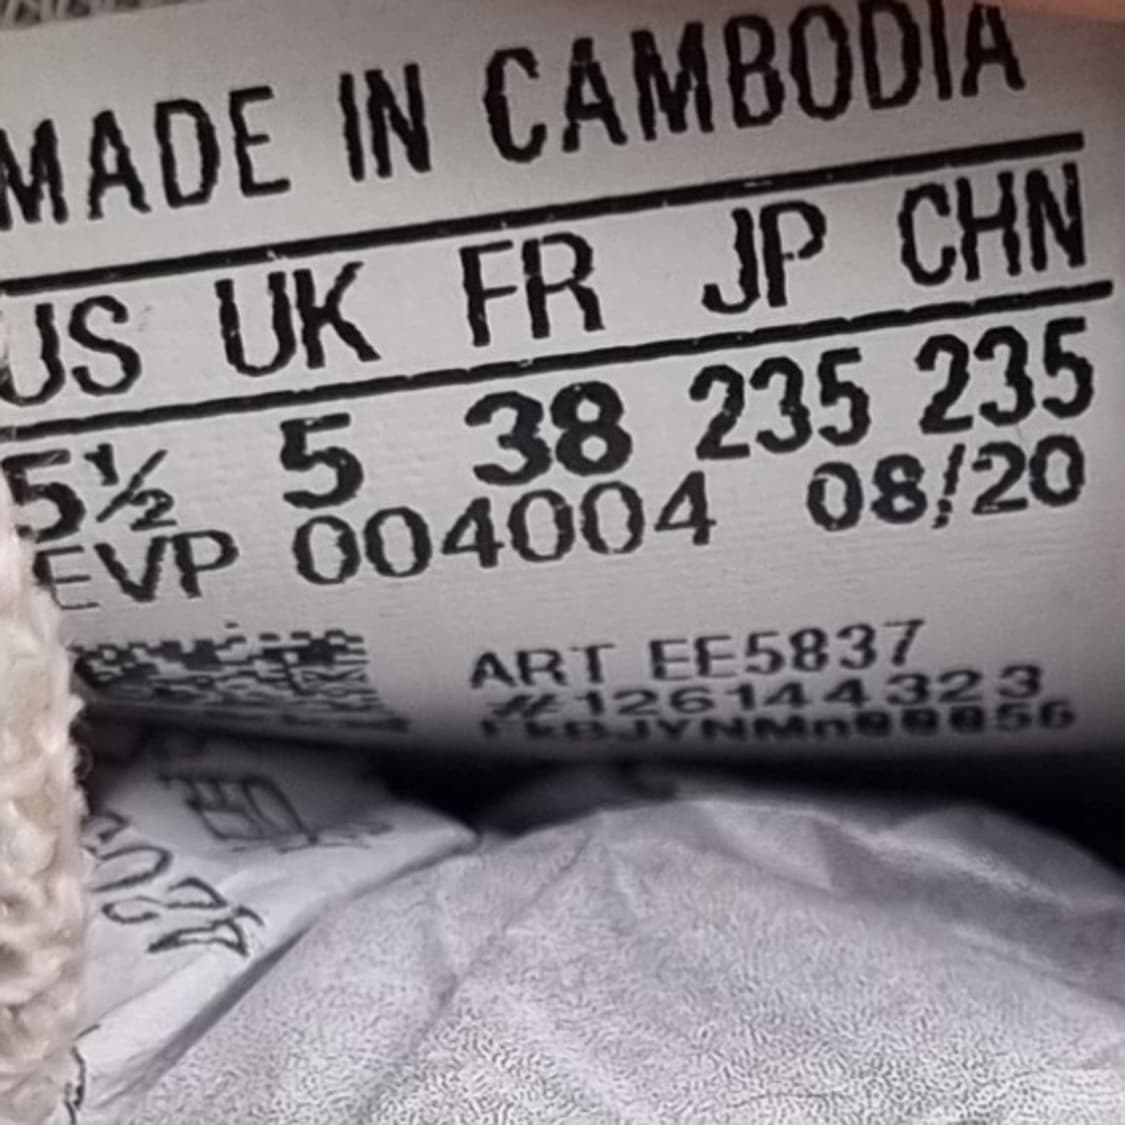 MADE IN CAMBODIA
US UK FR JP CHN
5½ 5 38 235 235
EVP 004004 08/20
ART EE5837
#126144323